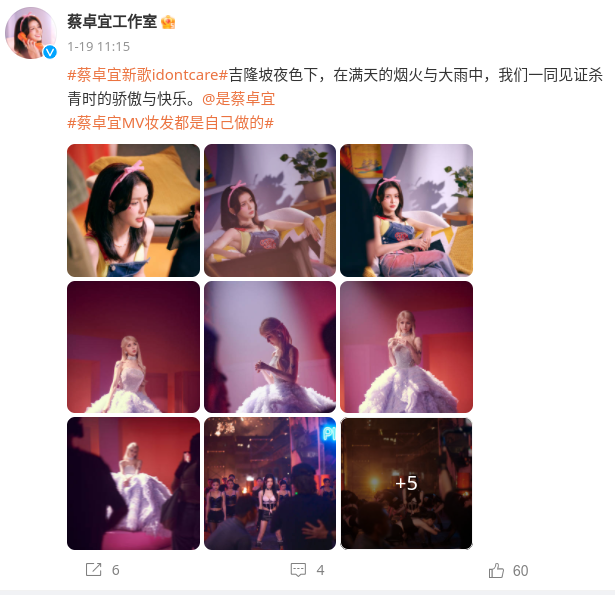 蔡卓宜工作室
1-19 11:15
#蔡卓宜新歌idontcare#吉隆坡夜色下，在满天的烟火与大雨中，我们一同见证杀
青时的骄傲与快乐。@是蔡卓宜
#蔡卓宜MV妆发都是自己做的#
+5
6
4
60